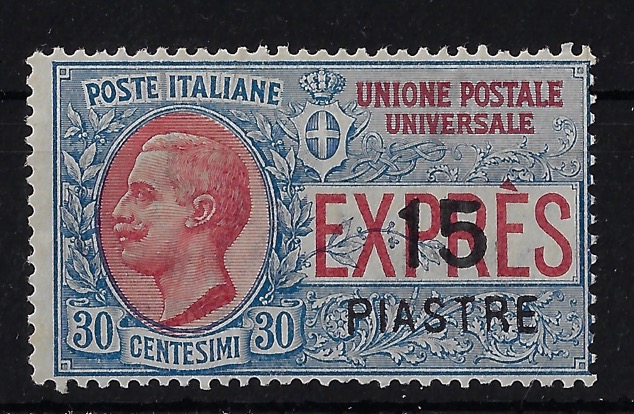 POSTE ITALIANE
UNIONE POSTALE
UNIVERSALE
EXPRÈS
15
PIASTRE
30 CENTESIMI 30